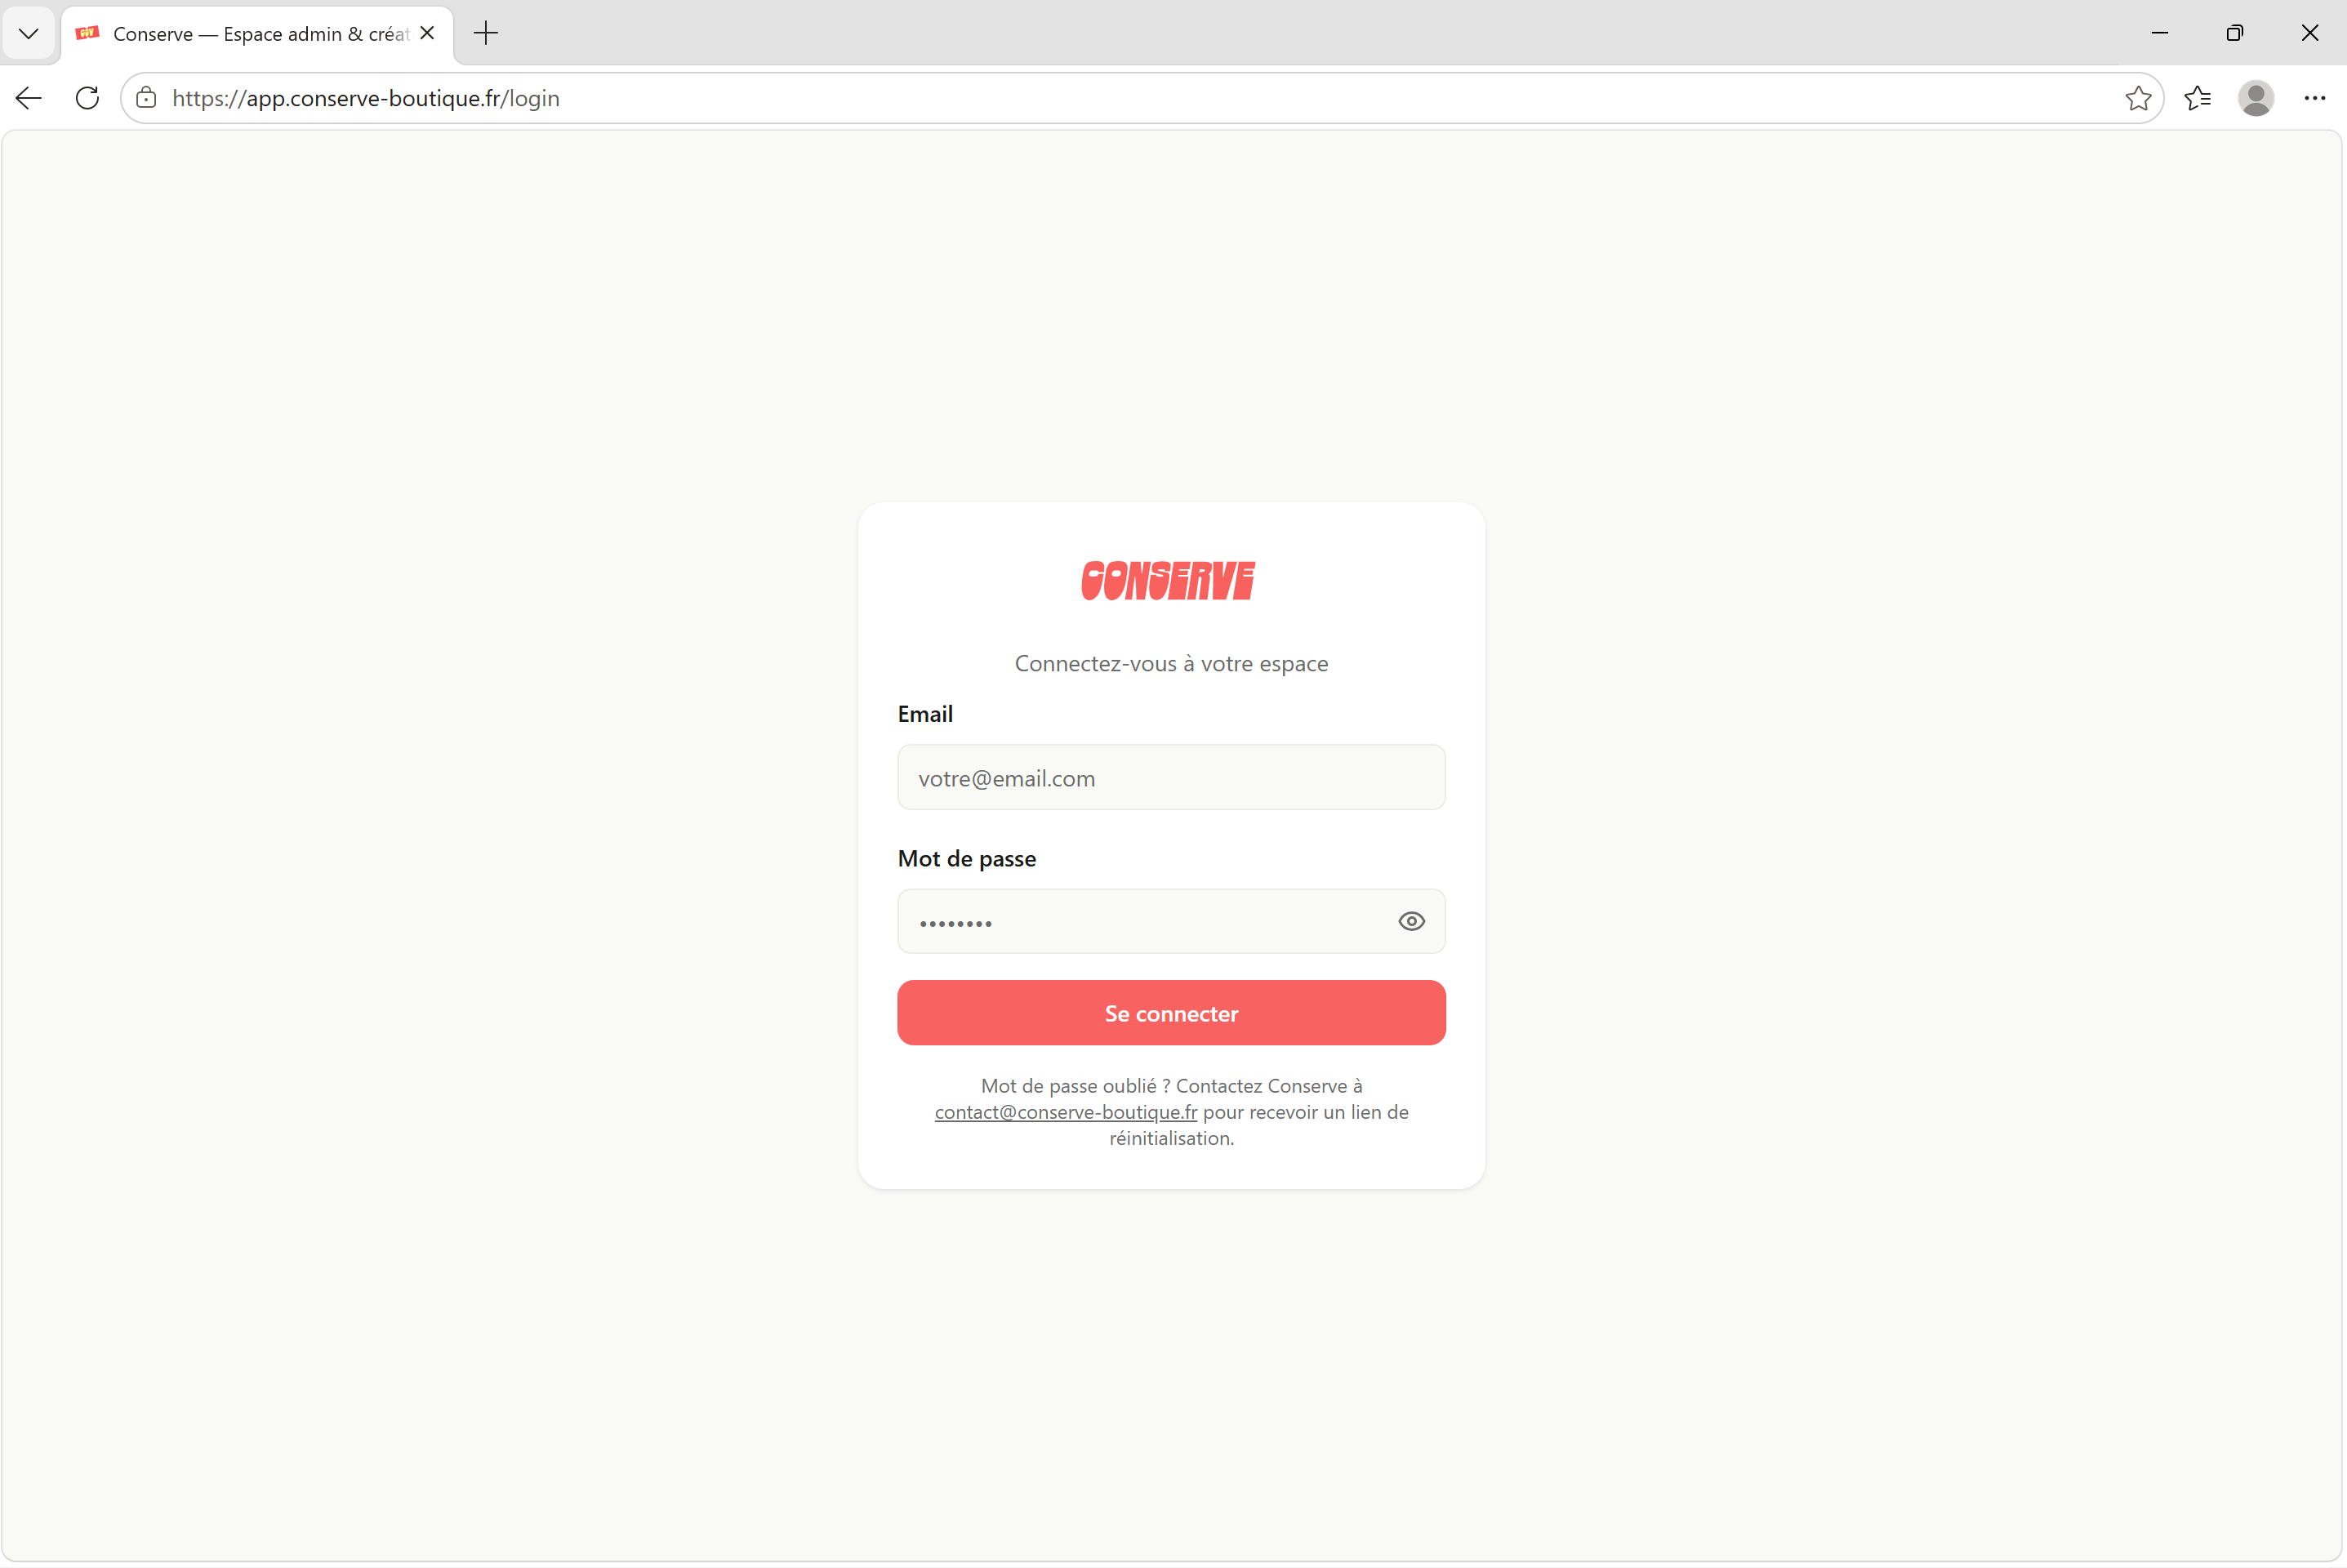 Conserve — Espace admin & créat
https://app.conserve-boutique.fr/login
CONSERVE
Connectez-vous à votre espace
Email
votre@email.com
Mot de passe
••••••••
Se connecter
Mot de passe oublié ? Contactez Conserve à
contact@conserve-boutique.fr pour recevoir un lien de
réinitialisation.